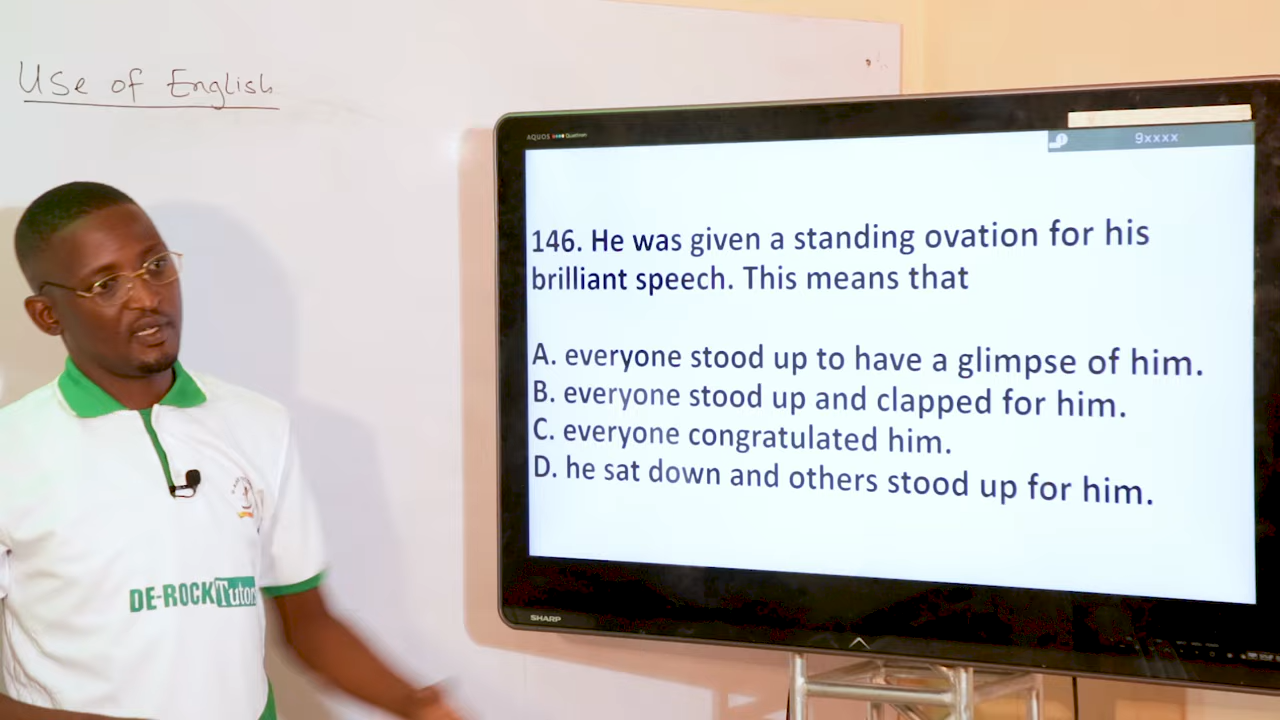 Use of English
AQUOS Quattron
9xxxx
146. He was given a standing ovation for his
brilliant speech. This means that
A. everyone stood up to have a glimpse of him.
B. everyone stood up and clapped for him.
C. everyone congratulated him.
D. he sat down and others stood up for him.
DE-ROCK Tutor
SHARP